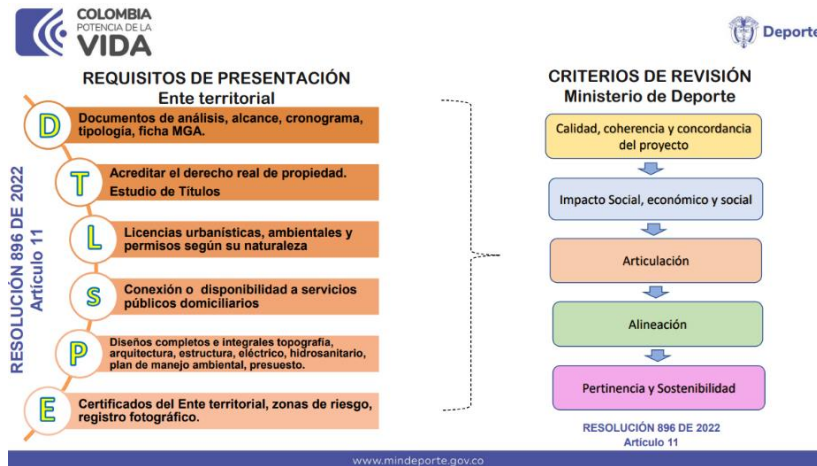 COLOMBIA
POTENCIA DE LA
VIDA
Deporte
REQUISITOS DE PRESENTACIÓN
Ente territorial
RESOLUCIÓN 896 DE 2022
Artículo 11
D
Documentos de análisis, alcance, cronograma,
tipología, ficha MGA.
T
Acreditar el derecho real de propiedad.
Estudio de Títulos
L
Licencias urbanísticas, ambientales y
permisos según su naturaleza
S
Conexión o disponibilidad a servicios
públicos domiciliarios
P
Diseños completos e integrales topografía,
arquitectura, estructura, eléctrico, hidrosanitario,
plan de manejo ambiental, presuesto.
E
Certificados del Ente territorial, zonas de riesgo,
registro fotográfico.
CRITERIOS DE REVISIÓN
Ministerio de Deporte
Calidad, coherencia y concordancia
del proyecto
Impacto Social, económico y social
Articulación
Alineación
Pertinencia y Sostenibilidad
RESOLUCIÓN 896 DE 2022
Artículo 11
www.mindeporte.gov.co